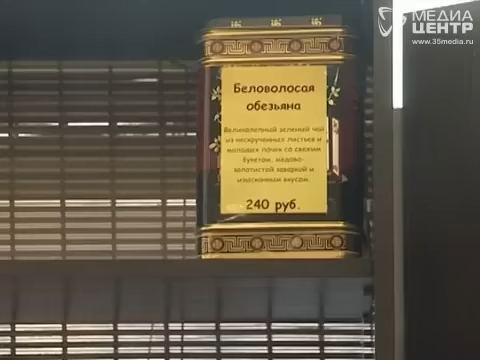 МЕДИА
ЦЕНТР
www.35media.ru
Беловолосая
обезьяна
Великолепный зеленый чай
из нескрученных листьев и
молодых почек со свежим
букетом, медово-
золотистой заваркой и
изысканным вкусом.
240 руб.